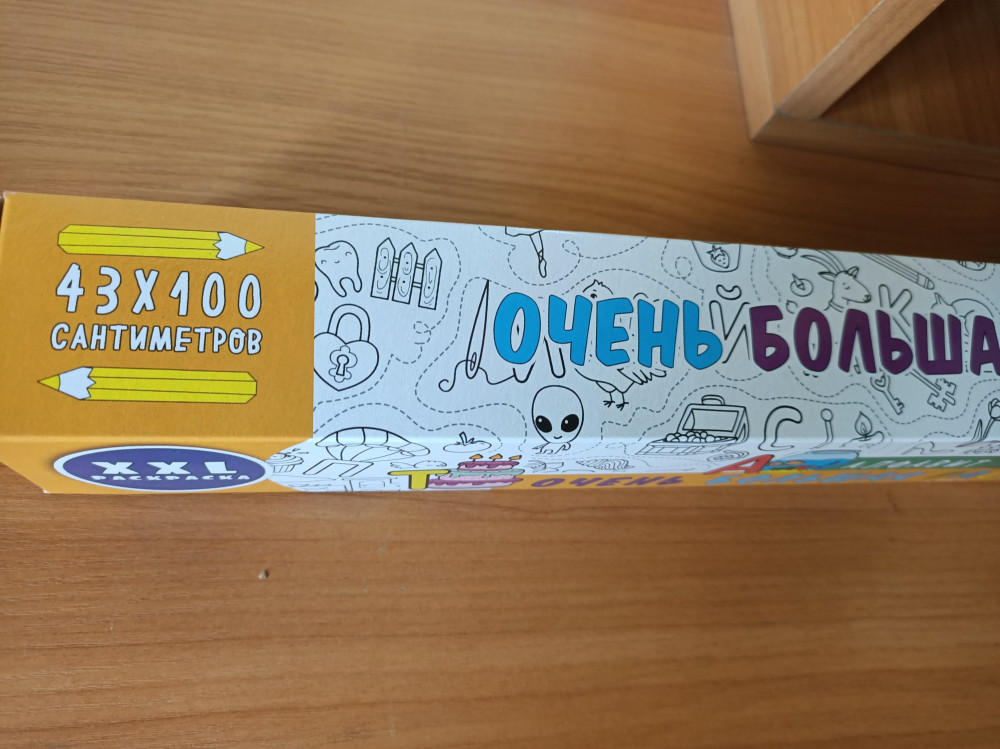 43X100
САНТИМЕТРОВ
ОЧЕНЬ БОЛЬША
XXL
РАСКРАСКА
ОЧЕНЬ